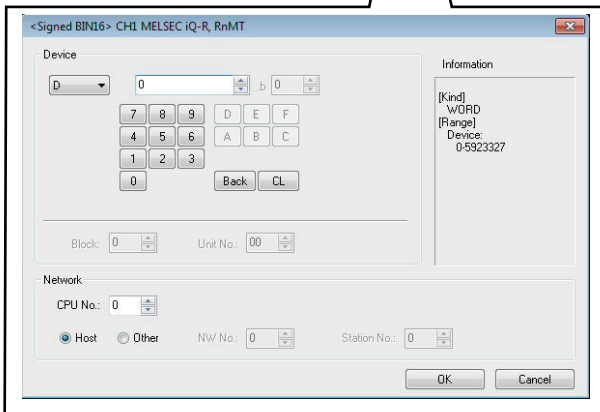 <Signed BIN16> CH1 MELSEC iQ-R, RnMT
Device
D 0 .b 0
7 8 9 D E F
4 5 6 A B C
1 2 3
0 Back CL
Block: 0 Unit No.: 00
Information
[Kind]
WORD
[Range]
Device:
0-5923327
Network
CPU No.: 0
Host Other NW No.: 0 Station No.: 0
OK Cancel